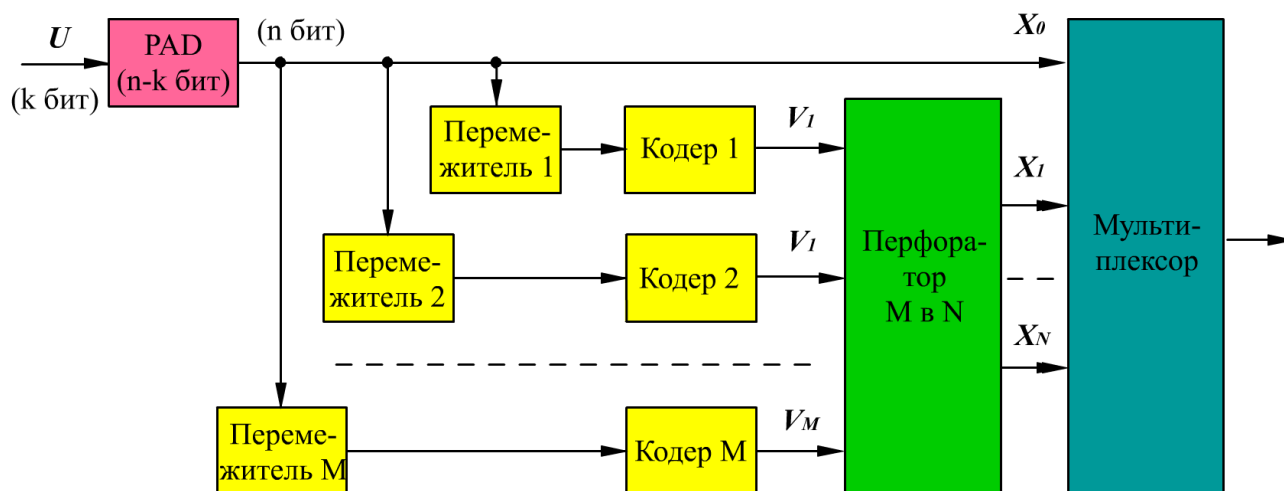 U
(k бит)
PAD
(n-k бит)
(n бит)
X0
Переме-
житель 1
Кодер 1
V1
Переме-
житель 2
Кодер 2
V1
Переме-
житель М
Кодер М
VM
Перфора-
тор
М в N
X1
XN
Мульти-
плексор